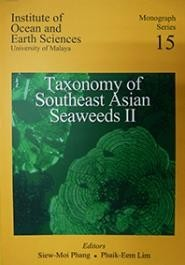 Institute of
Ocean and
Earth Sciences
University of Malaya
Monograph
Series
15
Taxonomy of
Southeast Asian
Seaweeds II
Editors
Siew-Moi Phang • Phaik-Eem Lim